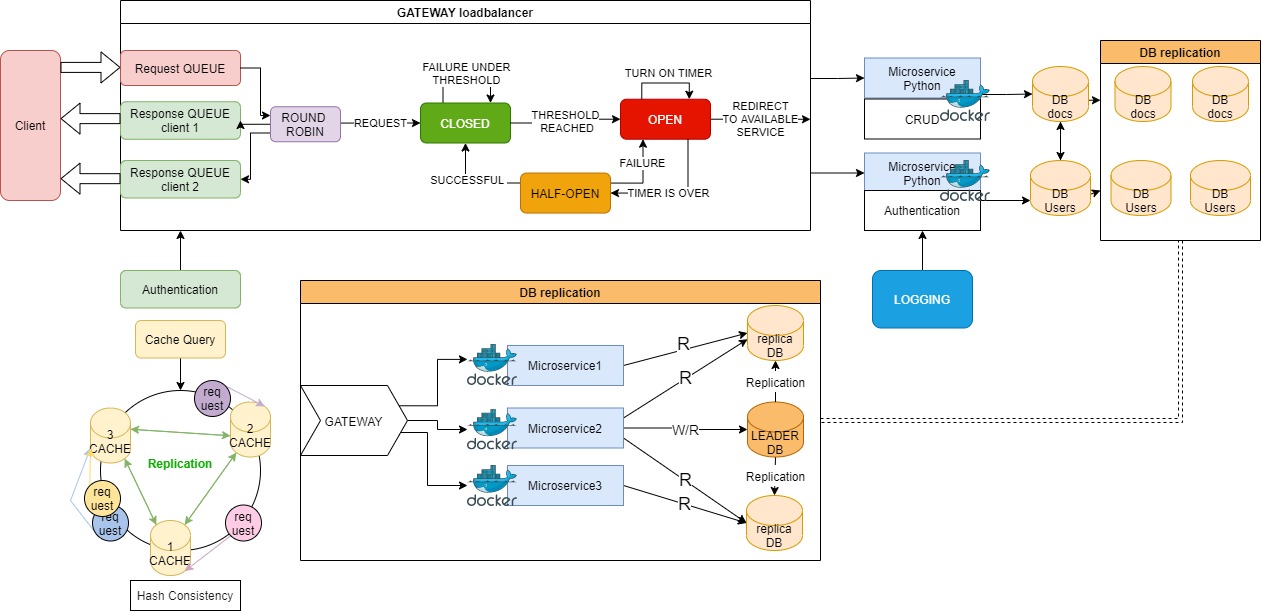 GATEWAY loadbalancer
Client
Request QUEUE
Response QUEUE
client 1
Response QUEUE
client 2
ROUND
ROBIN
REQUEST
FAILURE UNDER
THRESHOLD
CLOSED
THRESHOLD
REACHED
TURN ON TIMER
OPEN
REDIRECT
TO AVAILABLE
SERVICE
SUCCESSFUL
FAILURE
HALF-OPEN
TIMER IS OVER
Microservice
Python
docker
CRUD
Microservice
Python
docker
Authentication
DB
docs
DB
Users
DB replication
DB
docs
DB
docs
DB
Users
DB
Users
Authentication
LOGGING
Cache Query
req
uest
2
CACHE
3
CACHE
Replication
req
uest
req
uest
req
uest
1
CACHE
Hash Consistency
DB replication
GATEWAY
docker
Microservice1
docker
Microservice2
docker
Microservice3
R
R
W/R
R
R
replica
DB
Replication
LEADER
DB
Replication
replica
DB